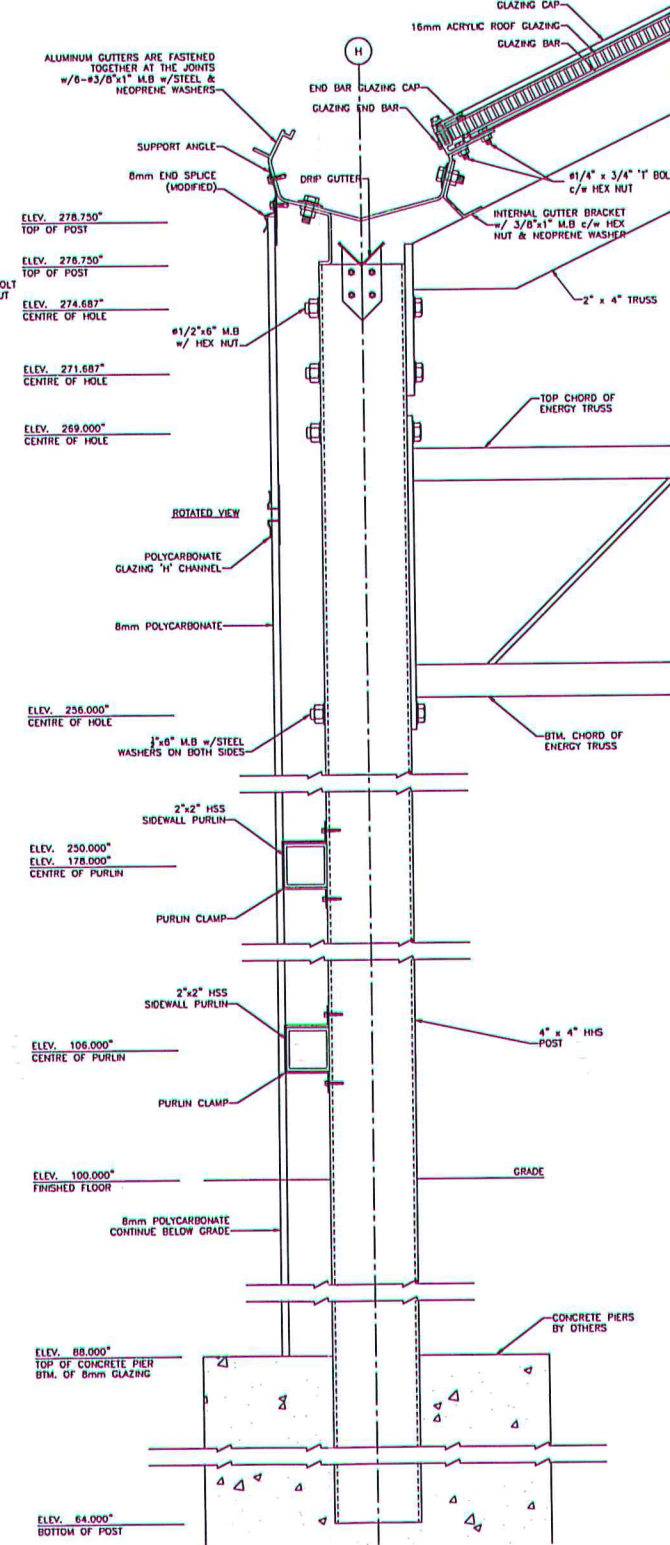 GLAZING CAP
16mm ACRYLIC ROOF GLAZING
GLAZING BAR
H
ALUMINUM GUTTERS ARE FASTENED
TOGETHER AT THE JOINTS
w/6-ø3/8"x1" M.B w/STEEL &
NEOPRENE WASHERS
END BAR GLAZING CAP
GLAZING END BAR
SUPPORT ANGLE
8mm END SPLICE
(MODIFIED)
DRIP GUTTER
ø1/4" x 3/4" 'T' BOL
c/w HEX NUT
INTERNAL GUTTER BRACKET
w/ 3/8"x1" M.B c/w HEX
NUT & NEOPRENE WASHER
ELEV. 278.750"
TOP OF POST
ELEV. 276.750"
TOP OF POST
OLT
UT
ELEV. 274.687"
CENTRE OF HOLE
2" x 4" TRUSS
ø1/2"x6" M.B
w/ HEX NUT
ELEV. 271.687"
CENTRE OF HOLE
TOP CHORD OF
ENERGY TRUSS
ELEV. 269.000"
CENTRE OF HOLE
ROTATED VIEW
POLYCARBONATE
GLAZING 'H' CHANNEL
8mm POLYCARBONATE
ELEV. 256.000"
CENTRE OF HOLE
½"x6" M.B w/STEEL
WASHERS ON BOTH SIDES
BTM. CHORD OF
ENERGY TRUSS
2"x2" HSS
SIDEWALL PURLIN
ELEV. 250.000"
ELEV. 178.000"
CENTRE OF PURLIN
PURLIN CLAMP
2"x2" HSS
SIDEWALL PURLIN
ELEV. 106.000"
CENTRE OF PURLIN
4" x 4" HHS
POST
PURLIN CLAMP
ELEV. 100.000"
FINISHED FLOOR
GRADE
8mm POLYCARBONATE
CONTINUE BELOW GRADE
CONCRETE PIERS
BY OTHERS
ELEV. 88.000"
TOP OF CONCRETE PIER
BTM. OF 8mm GLAZING
ELEV. 64.000"
BOTTOM OF POST